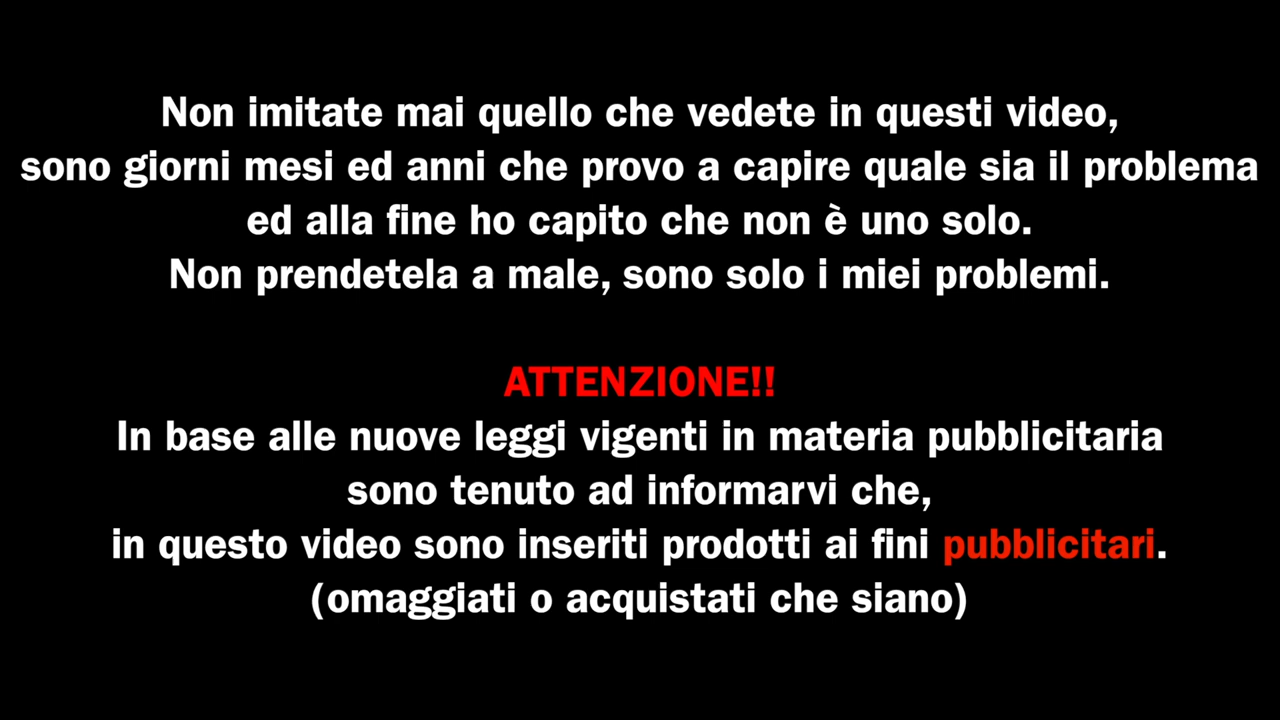 Non imitate mai quello che vedete in questi video,
sono giorni mesi ed anni che provo a capire quale sia il problema
ed alla fine ho capito che non è uno solo.
Non prendetela a male, sono solo i miei problemi.
ATTENZIONE!!
In base alle nuove leggi vigenti in materia pubblicitaria
sono tenuto ad informarvi che,
in questo video sono inseriti prodotti ai fini pubblicitari.
(omaggiati o acquistati che siano)